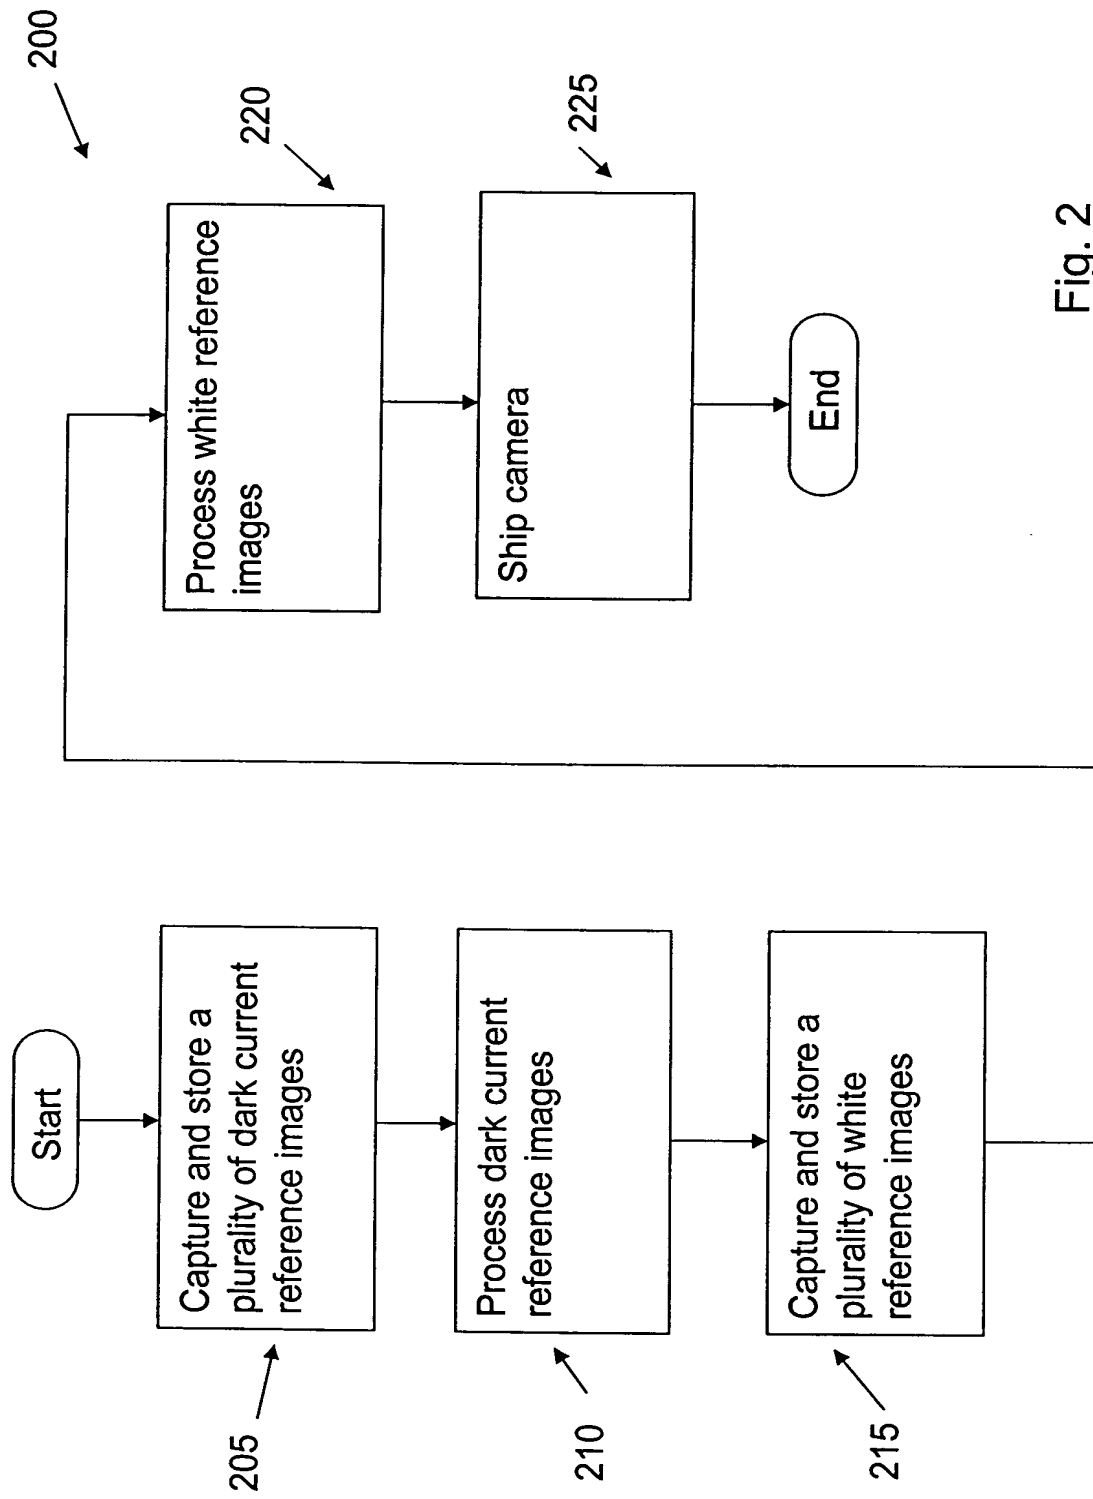 200
Start
205
Capture and store a
plurality of dark current
reference images
210
Process dark current
reference images
215
Capture and store a
plurality of white
reference images
220
Process white reference
images
225
Ship camera
End
Fig. 2